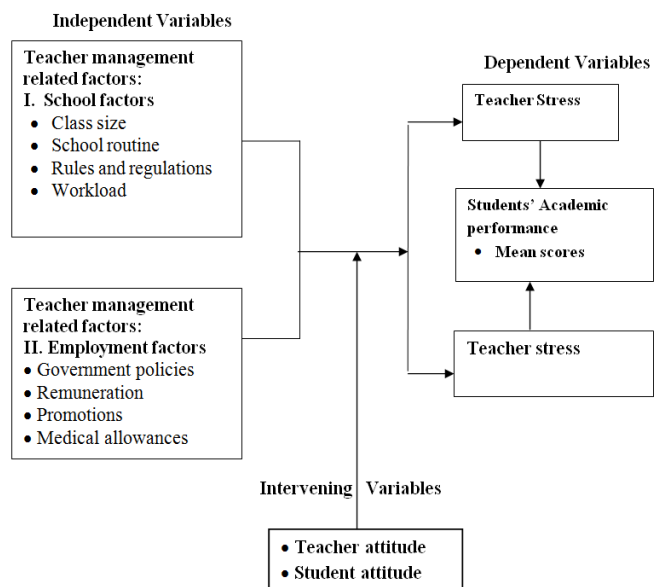 Independent Variables
Teacher management
related factors:
I. School factors
• Class size
• School routine
• Rules and regulations
• Workload
Teacher management
related factors:
II. Employment factors
• Government policies
• Remuneration
• Promotions
• Medical allowances
Dependent Variables
Teacher Stress
Students’ Academic
performance
• Mean scores
Teacher stress
Intervening Variables
• Teacher attitude
• Student attitude